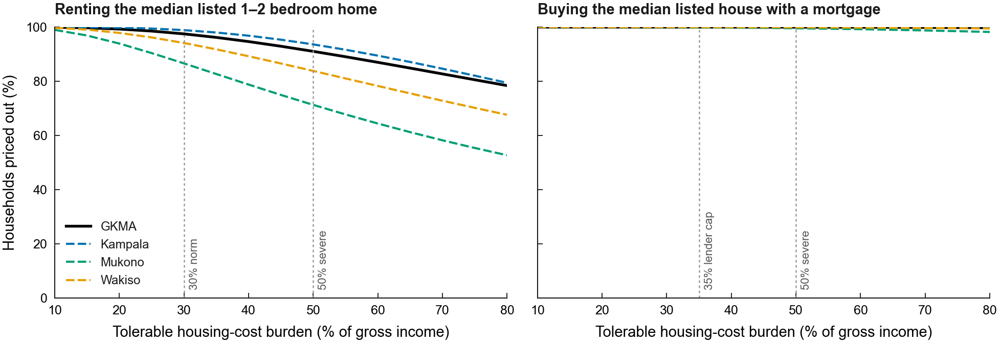 Renting the median listed 1–2 bedroom home
Households priced out (%)
100
80
60
40
20
0
GKMA
Kampala
Mukono
Wakiso
30% norm
50% severe
10 20 30 40 50 60 70 80
Tolerable housing-cost burden (% of gross income)
Buying the median listed house with a mortgage
35% lender cap
50% severe
10 20 30 40 50 60 70 80
Tolerable housing-cost burden (% of gross income)